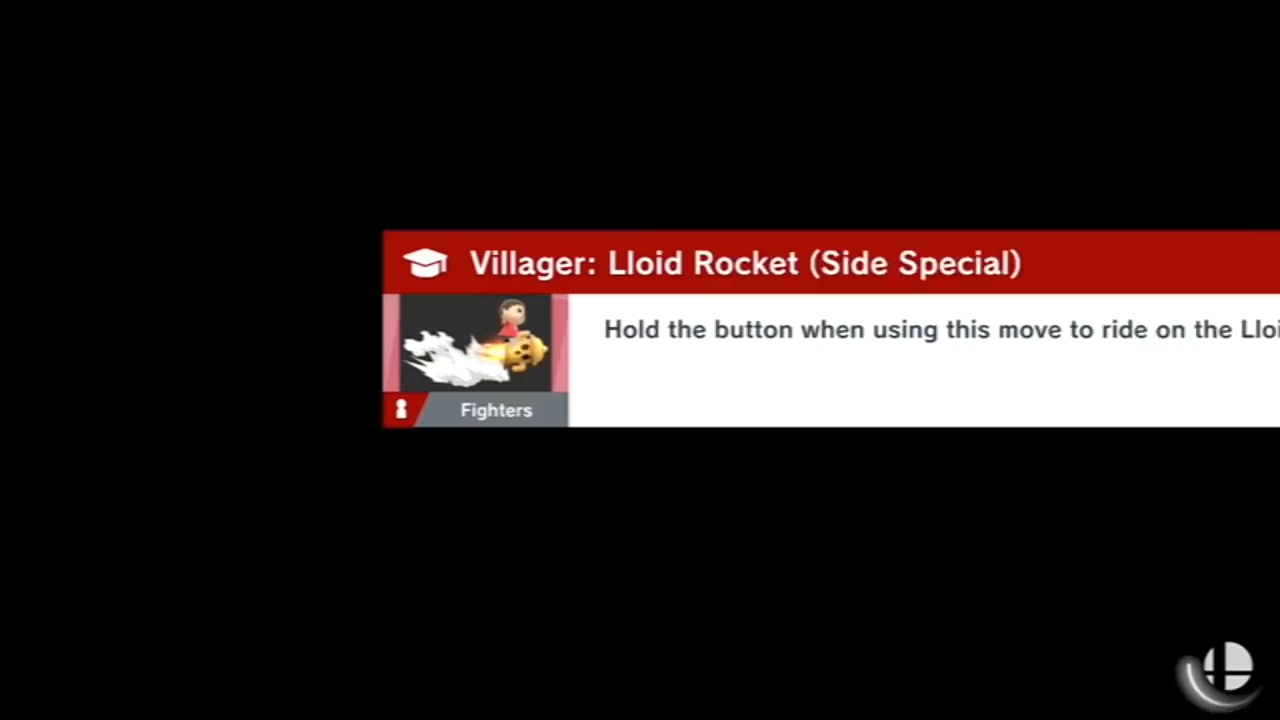 Villager: Lloid Rocket (Side Special)
Hold the button when using this move to ride on the
Fighters